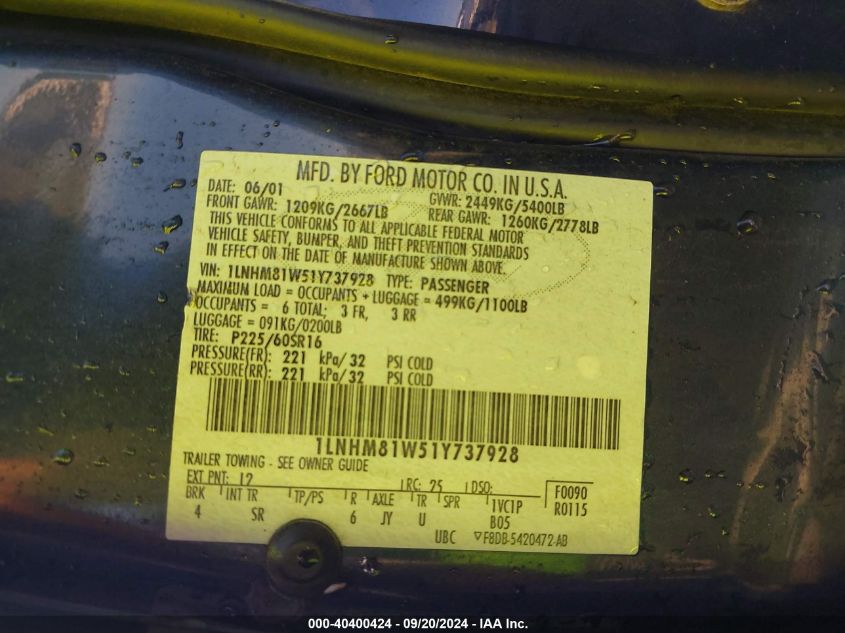 MFD. BY FORD MOTOR CO. IN U.S.A.
DATE: 06/01 GVWR: 2449KG/5400LB
FRONT GAWR: 1209KG/2667LB REAR GAWR: 1260KG/2778LB
THIS VEHICLE CONFORMS TO ALL APPLICABLE FEDERAL MOTOR
VEHICLE SAFETY, BUMPER, AND THEFT PREVENTION STANDARDS
IN EFFECT ON THE DATE OF MANUFACTURE SHOWN ABOVE.
VIN: 1LNHM81W51Y737928 TYPE: PASSENGER
MAXIMUM LOAD = OCCUPANTS + LUGGAGE = 499KG/1100LB
OCCUPANTS = 6 TOTAL; 3 FR, 3 RR
LUGGAGE = 091KG/0200LB
TIRE: P225/60SR16
PRESSURE(FR): 221 kPa/32 PSI COLD
PRESSURE(RR): 221 kPa/32 PSI COLD
1LNHM81W51Y737928
TRAILER TOWING - SEE OWNER GUIDE
EXT PNT: 12 RC: 25 DSO: F0090
BRK INT TR TP/PS R AXLE TR SPR 1VC1P R0115
4 SR 6 JY U B05
UBC F8DB-5420472-AB
000-40400424 - 09/20/2024 - IAA Inc.